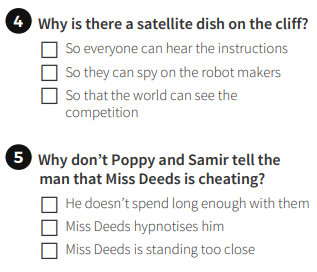 4 Why is there a satellite dish on the cliff?
So everyone can hear the instructions
So they can spy on the robot makers
So that the world can see the
competition
5 Why don't Poppy and Samir tell the
man that Miss Deeds is cheating?
He doesn't spend long enough with them
Miss Deeds hypnotises him
Miss Deeds is standing too close